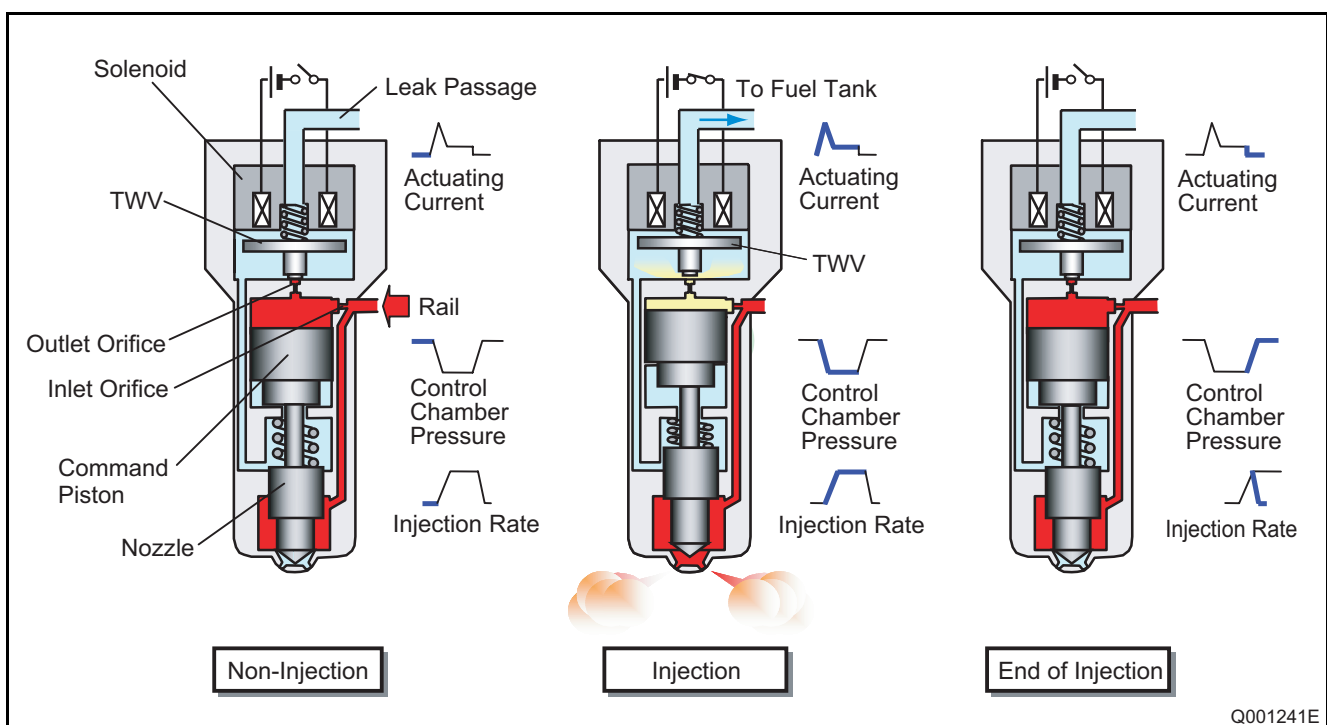 Solenoid
Leak Passage
TWV
Actuating
Current
Rail
Outlet Orifice
Inlet Orifice
Control
Chamber
Pressure
Command
Piston
Nozzle
Injection Rate
Non-Injection
To Fuel Tank
Actuating
Current
TWV
Control
Chamber
Pressure
Injection Rate
Injection
Actuating
Current
Control
Chamber
Pressure
Injection Rate
End of Injection
Q001241E